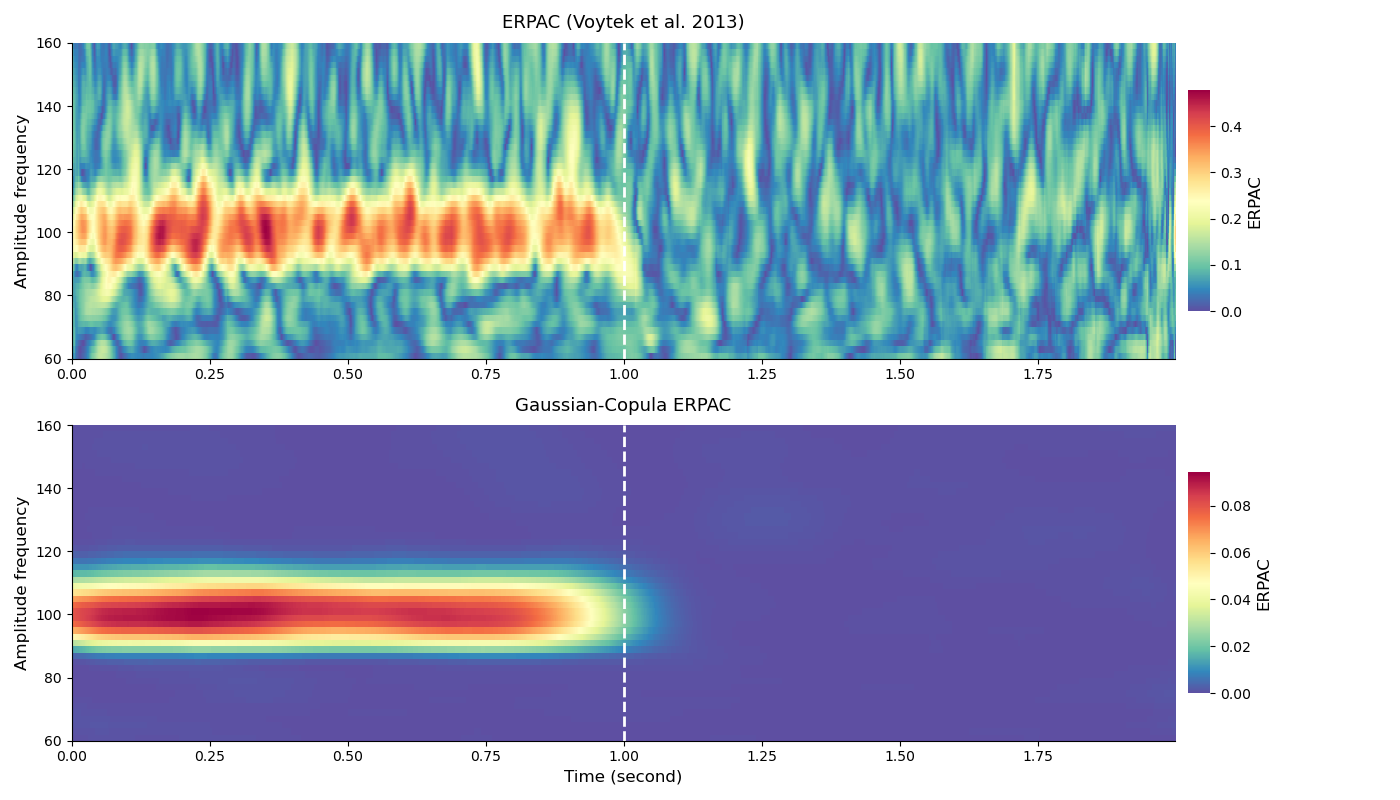 ERPAC (Voytek et al. 2013)
160
140
120
100
80
60
Amplitude frequency
0.00 0.25 0.50 0.75 1.00 1.25 1.50 1.75
0.4
0.3
0.2
0.1
0.0
ERPAC
Gaussian-Copula ERPAC
160
140
120
100
80
60
Amplitude frequency
0.00 0.25 0.50 0.75 1.00 1.25 1.50 1.75
Time (second)
0.08
0.06
0.04
0.02
0.00
ERPAC